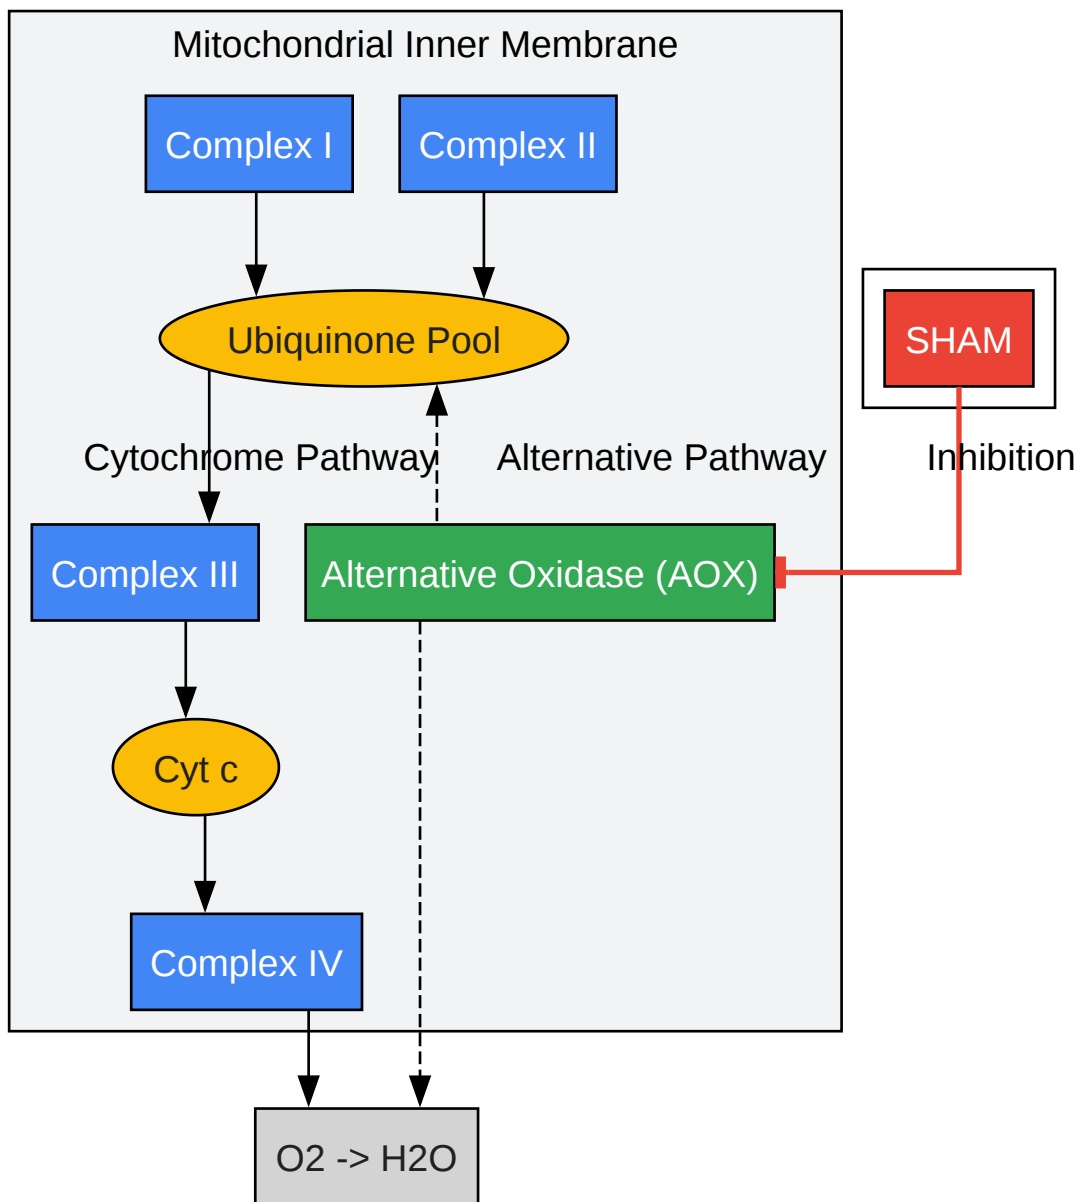 Mitochondrial Inner Membrane
Complex I
Complex II
Ubiquinone Pool
SHAM
Cytochrome Pathway
Alternative Pathway
Inhibition
Complex III
Alternative Oxidase (AOX)
Cyt c
Complex IV
O2 -> H2O